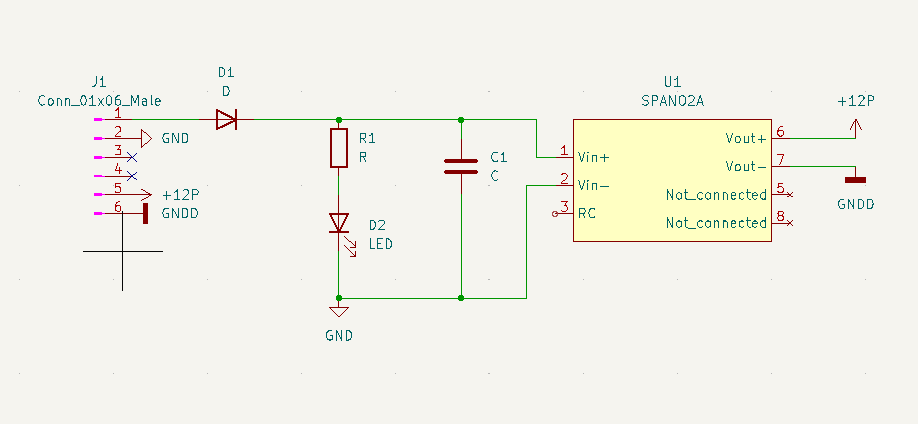 J1
Conn_01x06_Male
1
2
GND
3
4
5
+12P
6
GNDD
D1
D
R1
R
D2
LED
GND
C1
C
U1
SPAN02A
1
Vin+
2
Vin-
3
RC
Vout+
6
Vout-
7
Not_connected
5
Not_connected
8
+12P
GNDD